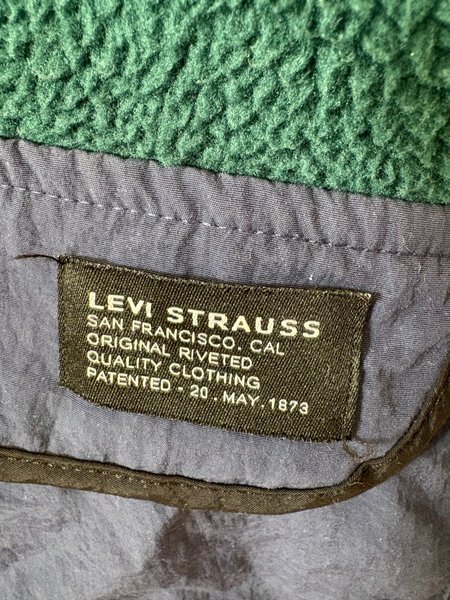 LEVI STRAUSS
SAN FRANCISCO, CAL
ORIGINAL RIVETED
QUALITY CLOTHING
PATENTED - 20 . MAY . 1873